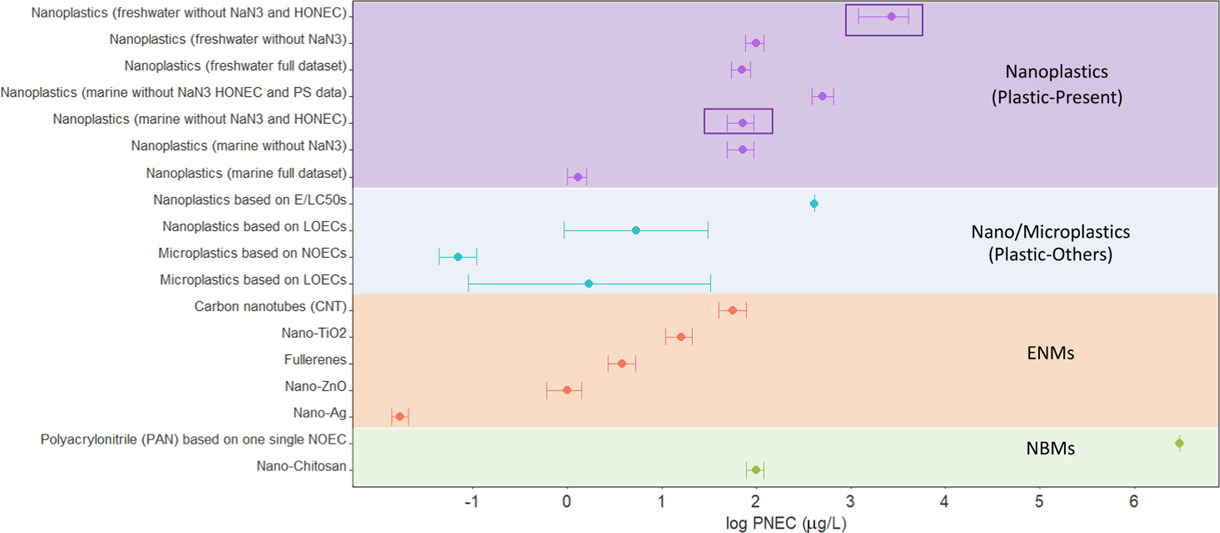 Nanoplastics (freshwater without NaN3 and HONEC)
Nanoplastics (freshwater without NaN3)
Nanoplastics (freshwater full dataset)
Nanoplastics (marine without NaN3 HONEC and PS data)
Nanoplastics (marine without NaN3 and HONEC)
Nanoplastics (marine without NaN3)
Nanoplastics (marine full dataset)
Nanoplastics based on E/LC50s
Nanoplastics based on LOECs
Microplastics based on NOECs
Microplastics based on LOECs
Carbon nanotubes (CNT)
Nano-TiO2
Fullerenes
Nano-ZnO
Nano-Ag
Polyacrylonitrile (PAN) based on one single NOEC
Nano-Chitosan
Nanoplastics
(Plastic-Present)
Nano/Microplastics
(Plastic-Others)
ENMs
NBMs
-1 0 1 2 3 4 5 6
log PNEC (µg/L)